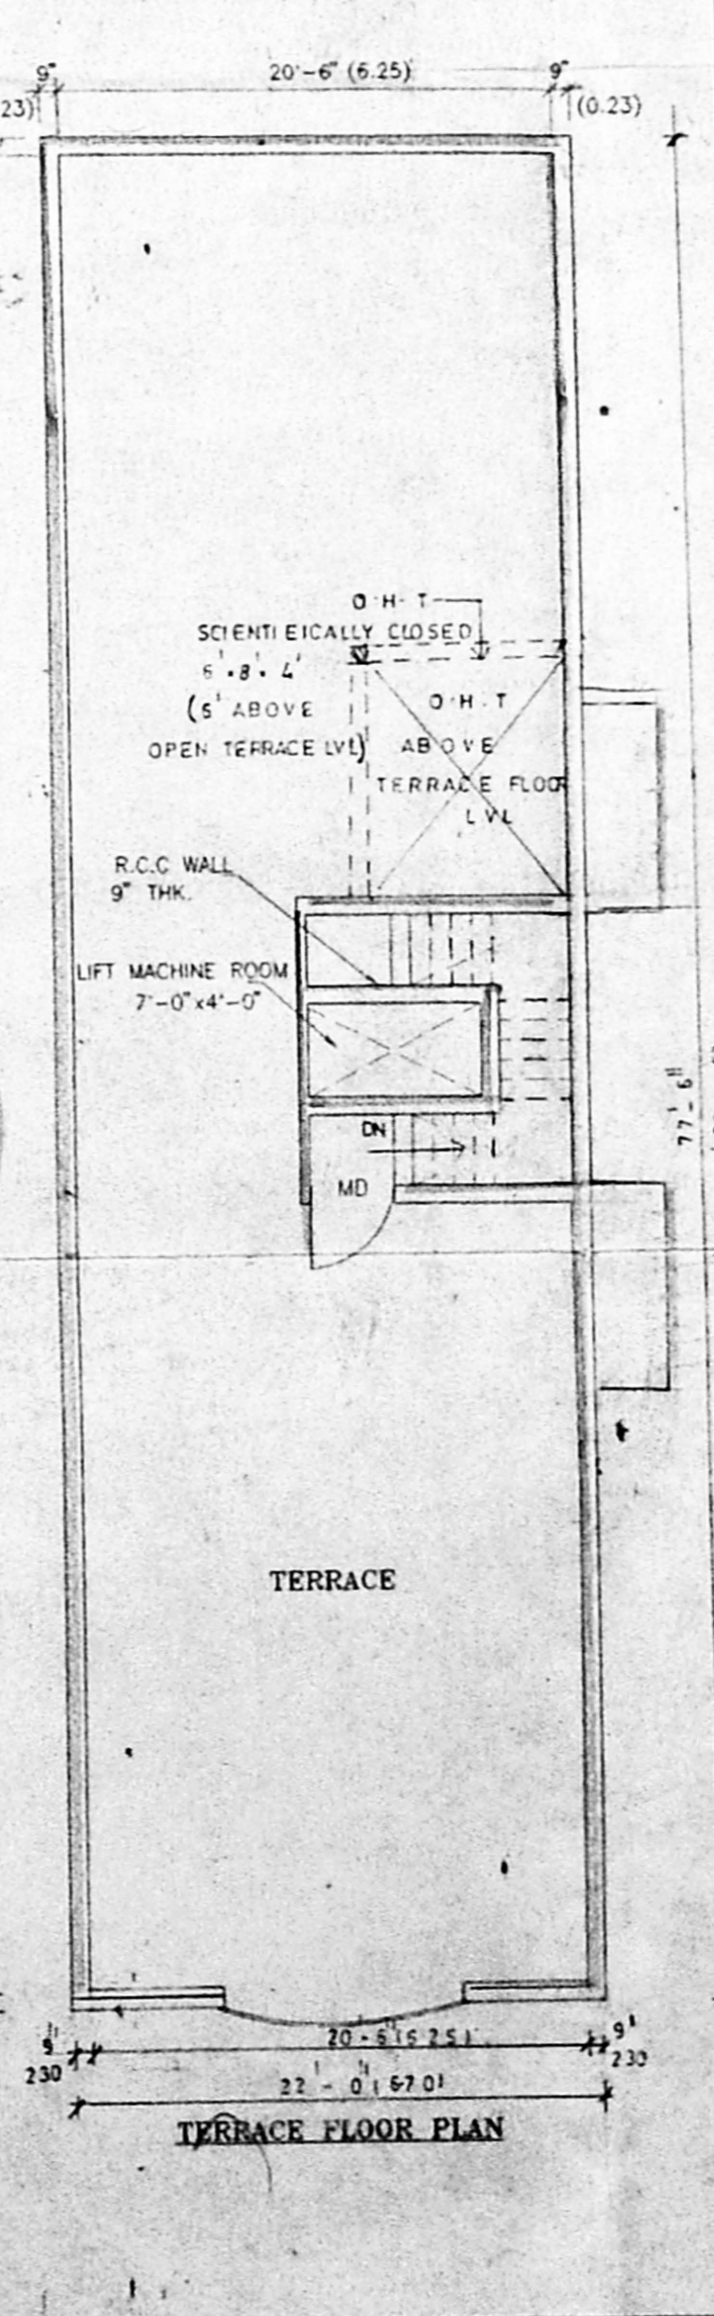 9" 20'-6" (6.25) 9"
23) (0.23)
O·H·T
SCIENTIEICALLY CLOSED
6'·8'·4'
(5' ABOVE
OPEN TERRACE LVL)
O·H·T
ABOVE
TERRACE FLOOR
LVL
R.C.C WALL
9" THK.
LIFT MACHINE ROOM
7'-0"x4'-0"
DN
MD
77'-6"
TERRACE
9" 20'-6"(6.25) 9'
230 230
22'-0"(6.70)
TERRACE FLOOR PLAN